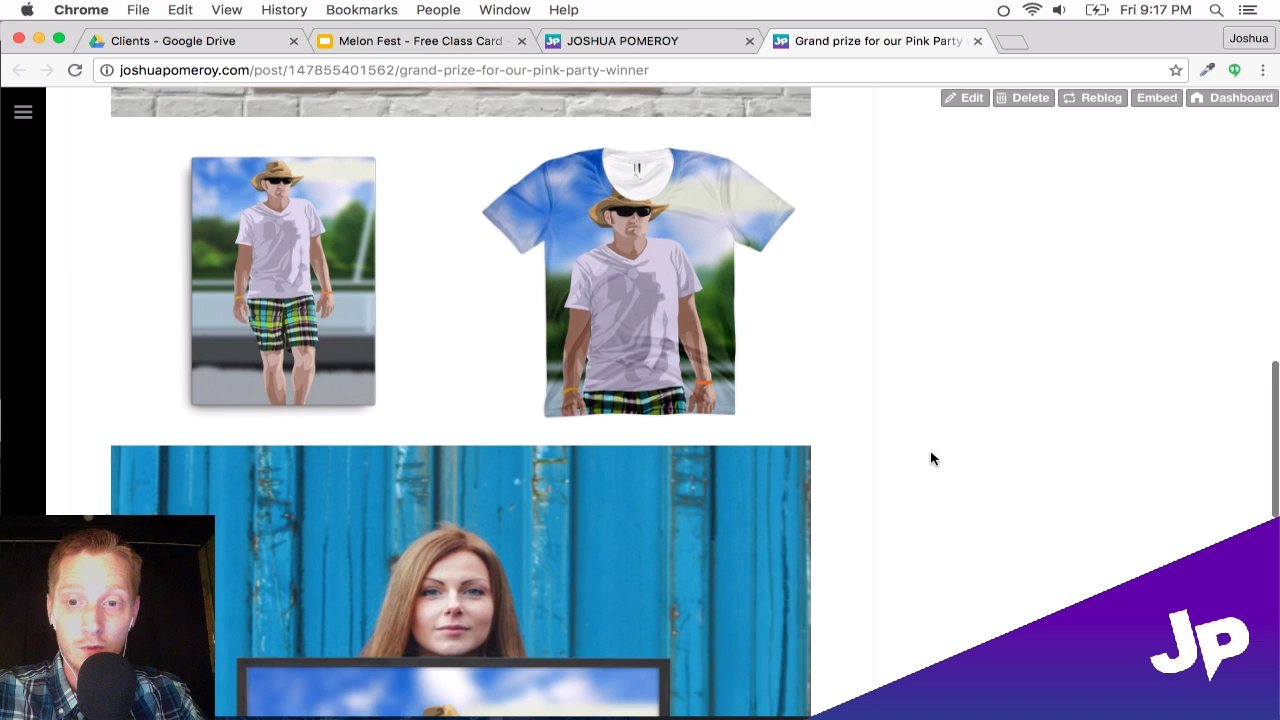 Chrome File Edit View History Bookmarks People Window Help Fri 9:17 PM
Clients - Google Drive
Melon Fest - Free Class Card -
JP JOSHUA POMEROY
JP Grand prize for our Pink Party
Joshua
joshuapomeroy.com/post/147855401562/grand-prize-for-our-pink-party-winner
Edit Delete Reblog Embed Dashboard
JP